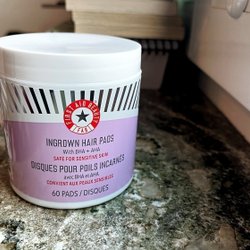 FIRST AID BEAUTY
FAB
INGROWN HAIR PADS
With BHA + AHA
SAFE FOR SENSITIVE SKIN
DISQUES POUR POILS INCARNÉS
avec BHA et AHA
CONVIENT AUX PEAUX SENSIBLES
60 PADS / DISQUES